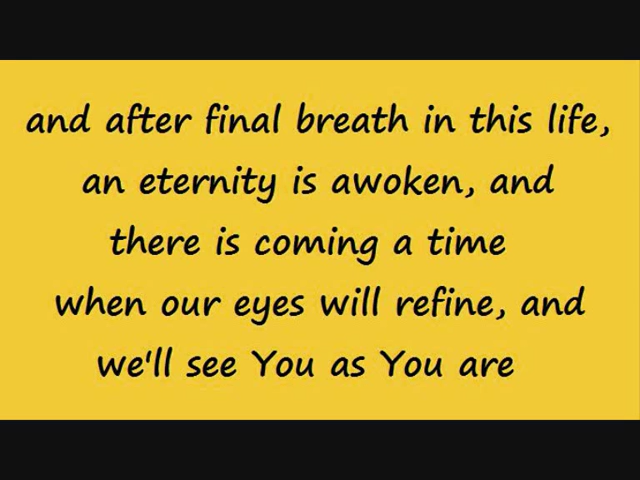 and after final breath in this life,
an eternity is awoken, and
there is coming a time
when our eyes will refine, and
we'll see You as You are